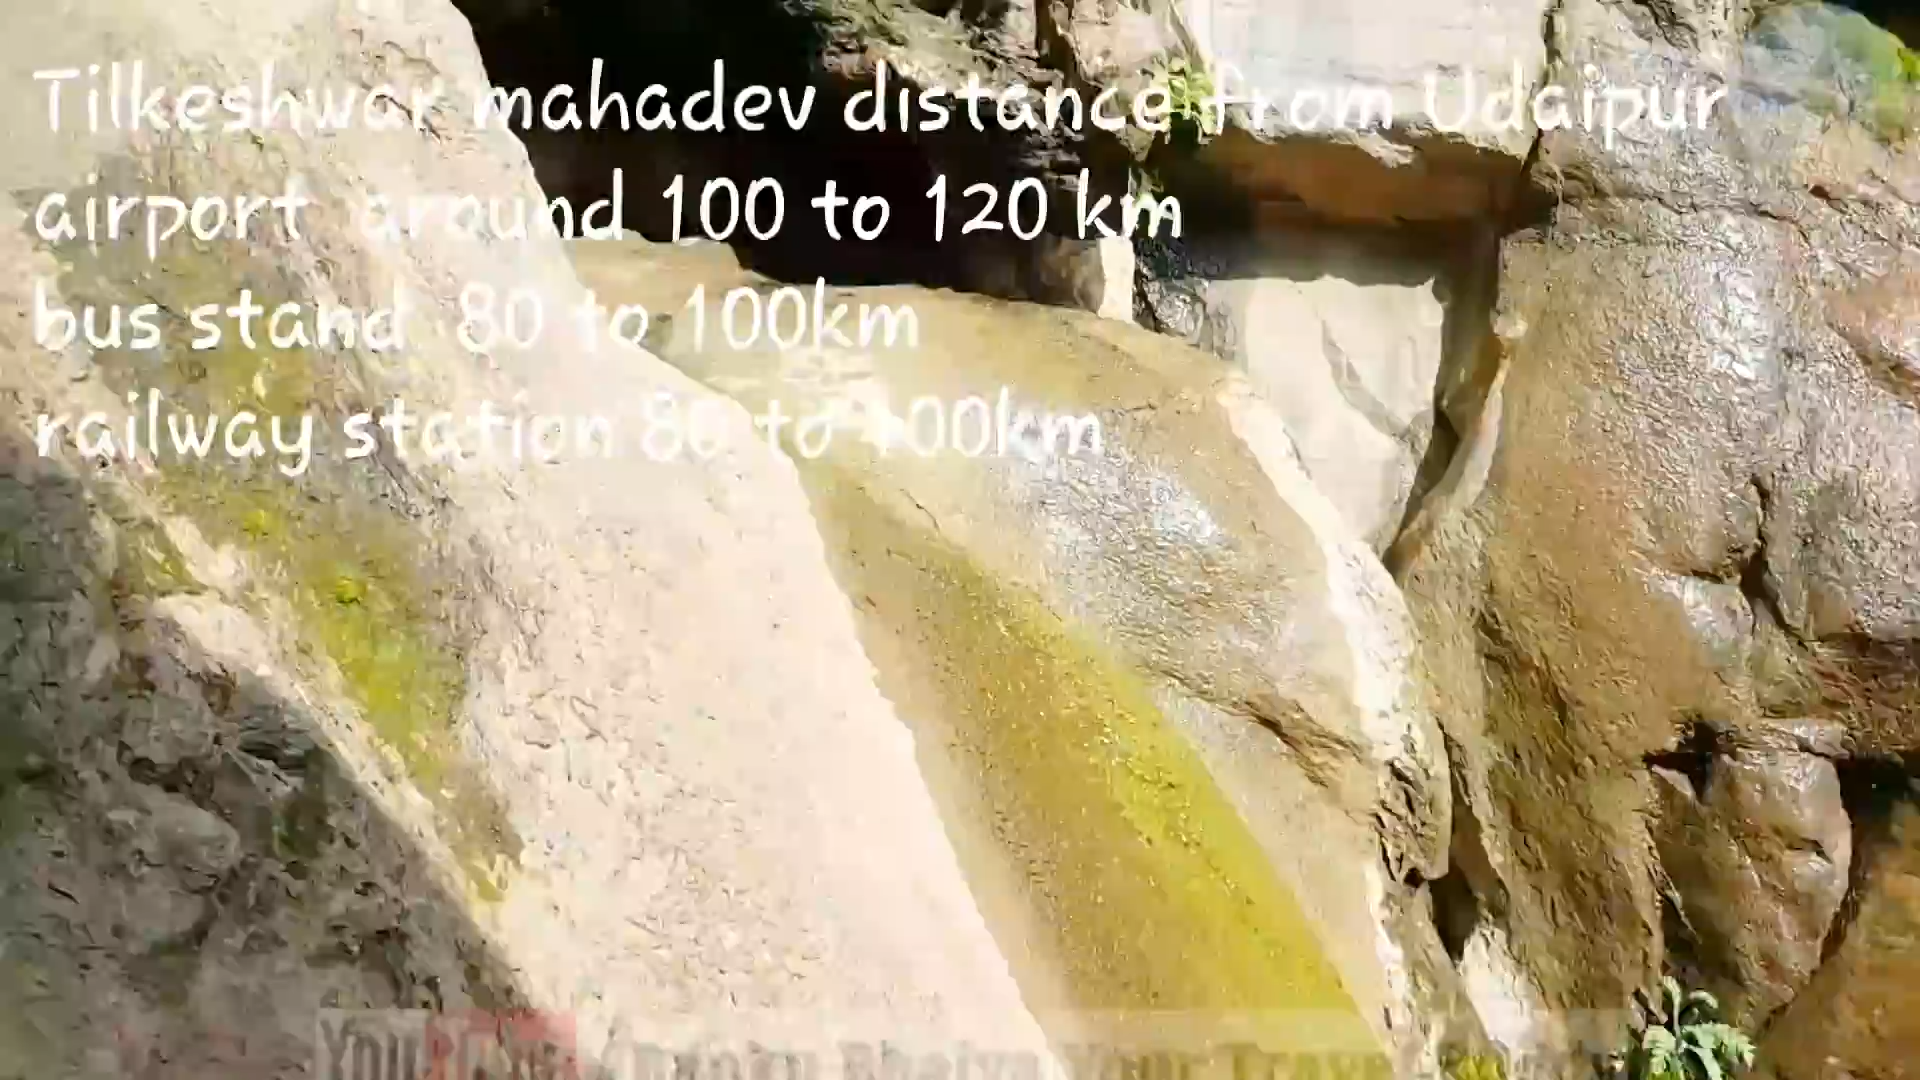 Tilkeshwar mahadev distance from Udaipur
airport around 100 to 120 km
bus stand 80 to 100km
railway station 80 to 100km
YouTube